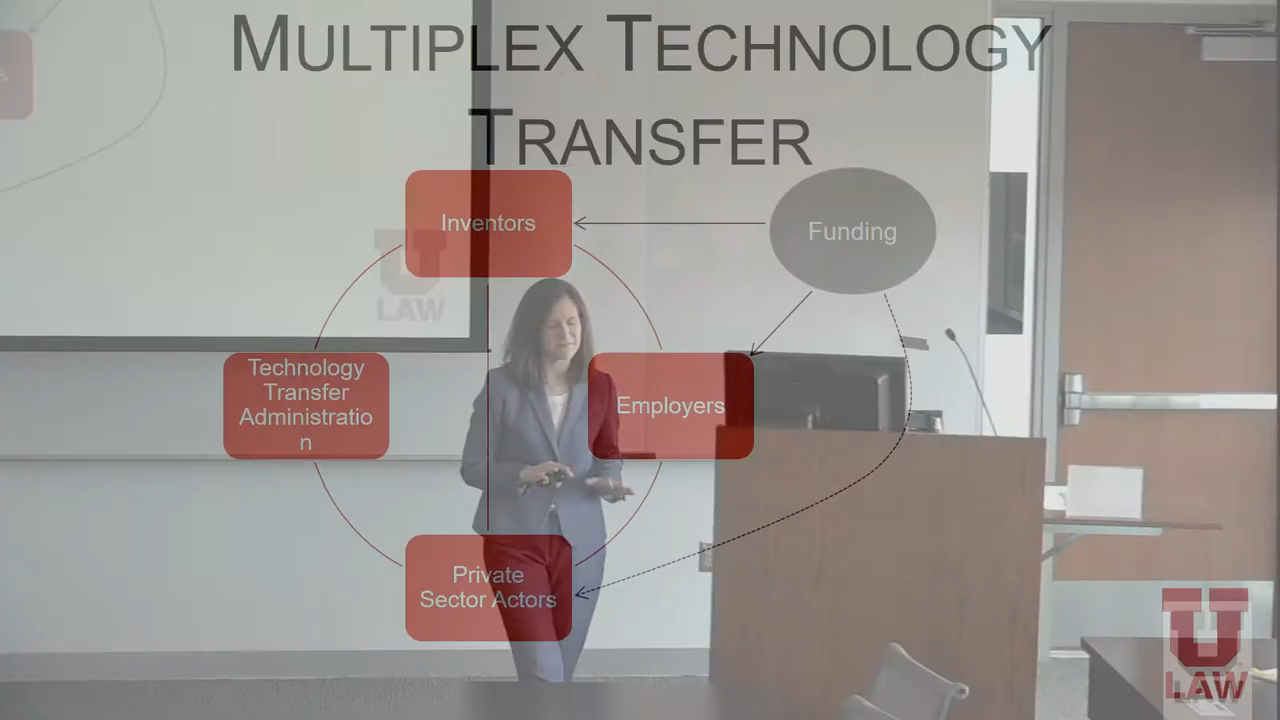 MULTIPLEX TECHNOLOGY
TRANSFER
Inventors
Funding
U
LAW
Technology
Transfer
Administratio
n
Employers
Private
Sector Actors
U
LAW